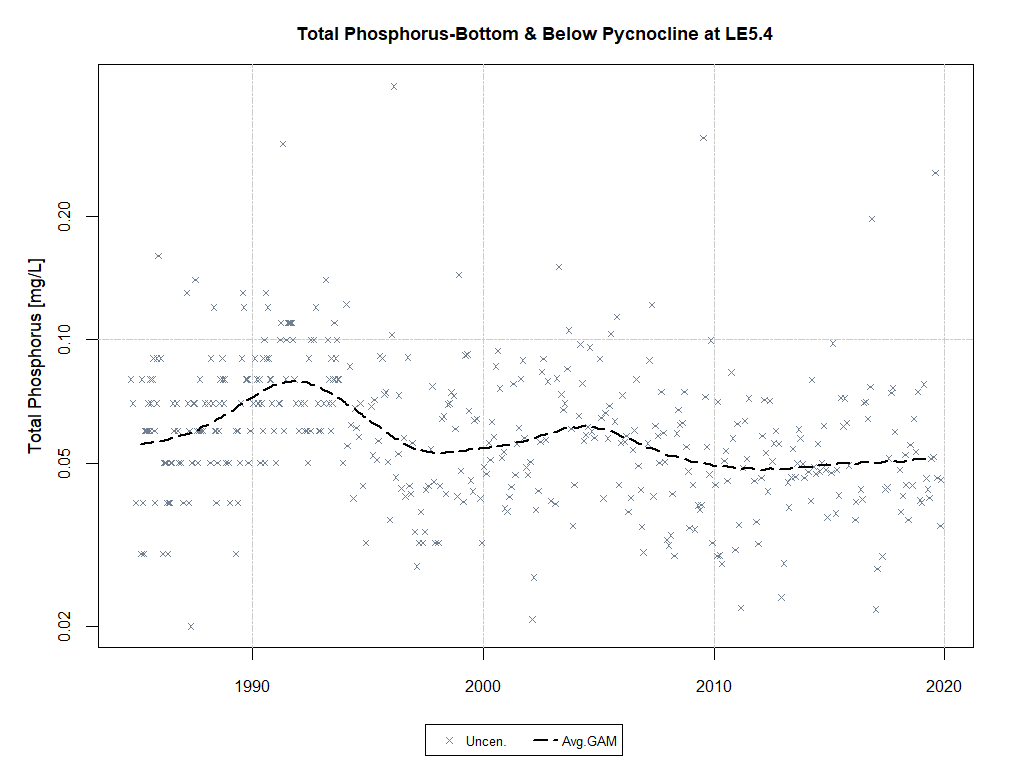 Total Phosphorus-Bottom & Below Pycnocline at LE5.4
Total Phosphorus [mg/L]
0.20
0.10
0.05
0.02
1990 2000 2010 2020
Uncen. Avg.GAM